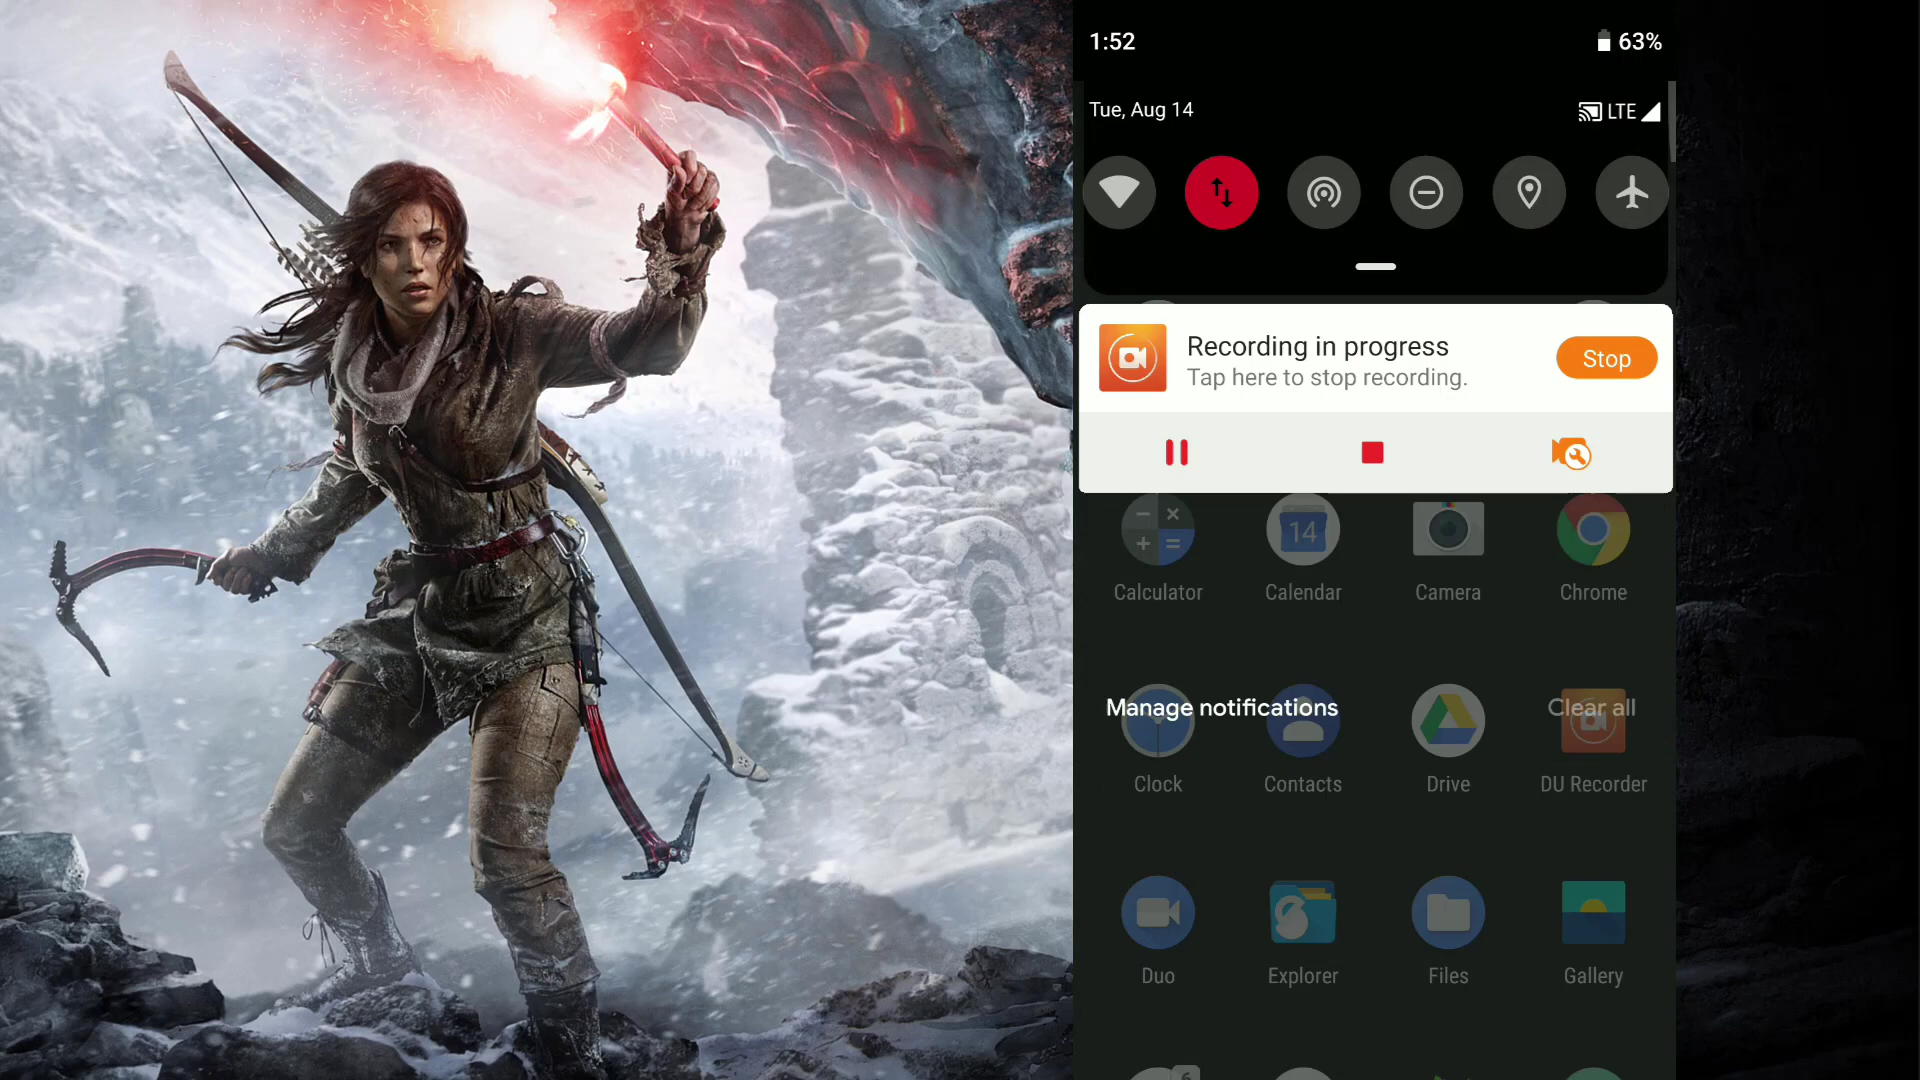 1:52
63%
Tue, Aug 14
LTE
Recording in progress
Stop
Tap here to stop recording.
14
Calculator
Calendar
Camera
Chrome
Manage notifications
Clear all
Clock
Contacts
Drive
DU Recorder
Duo
Explorer
Files
Gallery
6